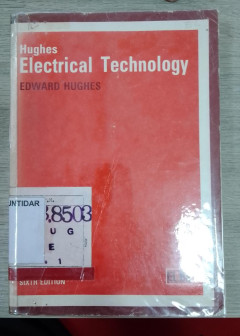 Hughes
Electrical Technology
EDWARD HUGHES
8503
UNTIDAR
U G
E
1
SIXTH EDITION